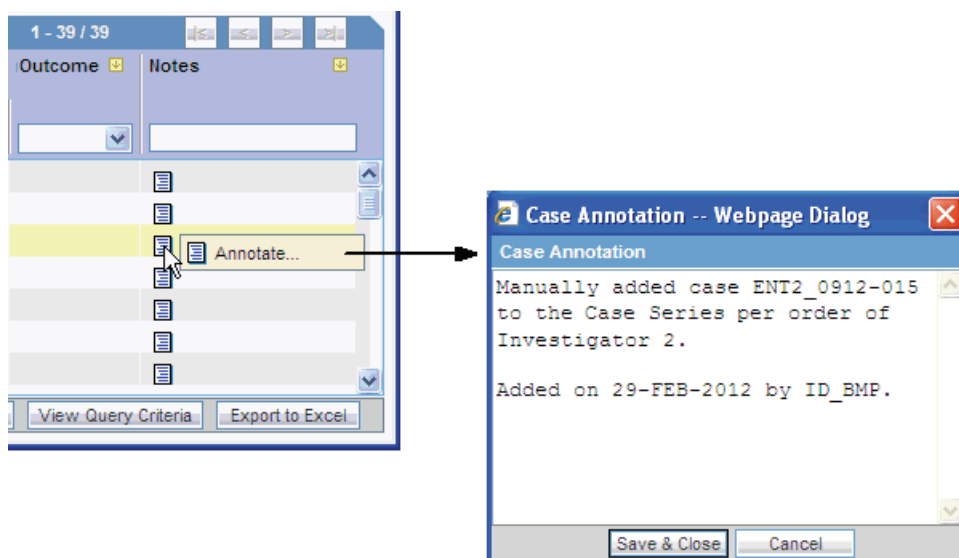 1 - 39 / 39
Outcome Notes
Annotate...
View Query Criteria Export to Excel
Case Annotation -- Webpage Dialog
Case Annotation
Manually added case ENT2_0912-015
to the Case Series per order of
Investigator 2.
Added on 29-FEB-2012 by ID_BMP.
Save & Close Cancel